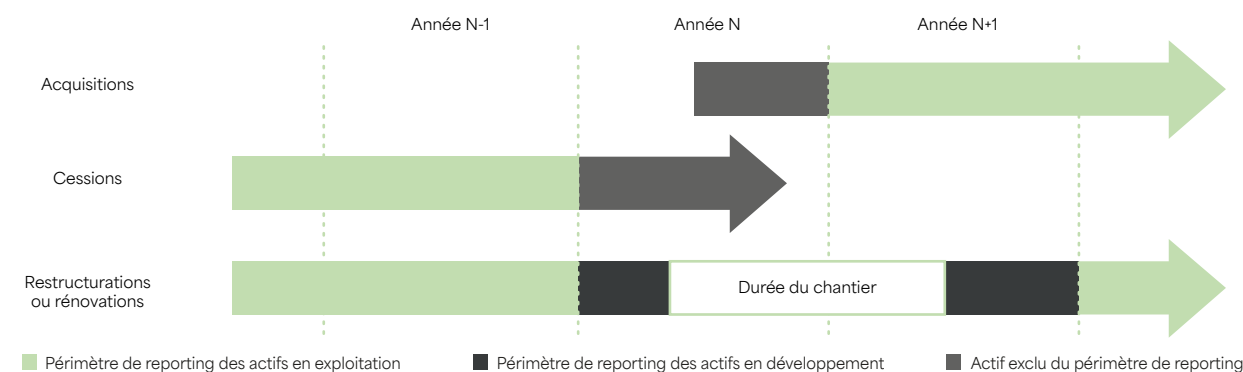 Année N-1
Année N
Année N+1
Acquisitions
Cessions
Restructurations
ou rénovations
Durée du chantier
Périmètre de reporting des actifs en exploitation
Périmètre de reporting des actifs en développement
Actif exclu du périmètre de reporting